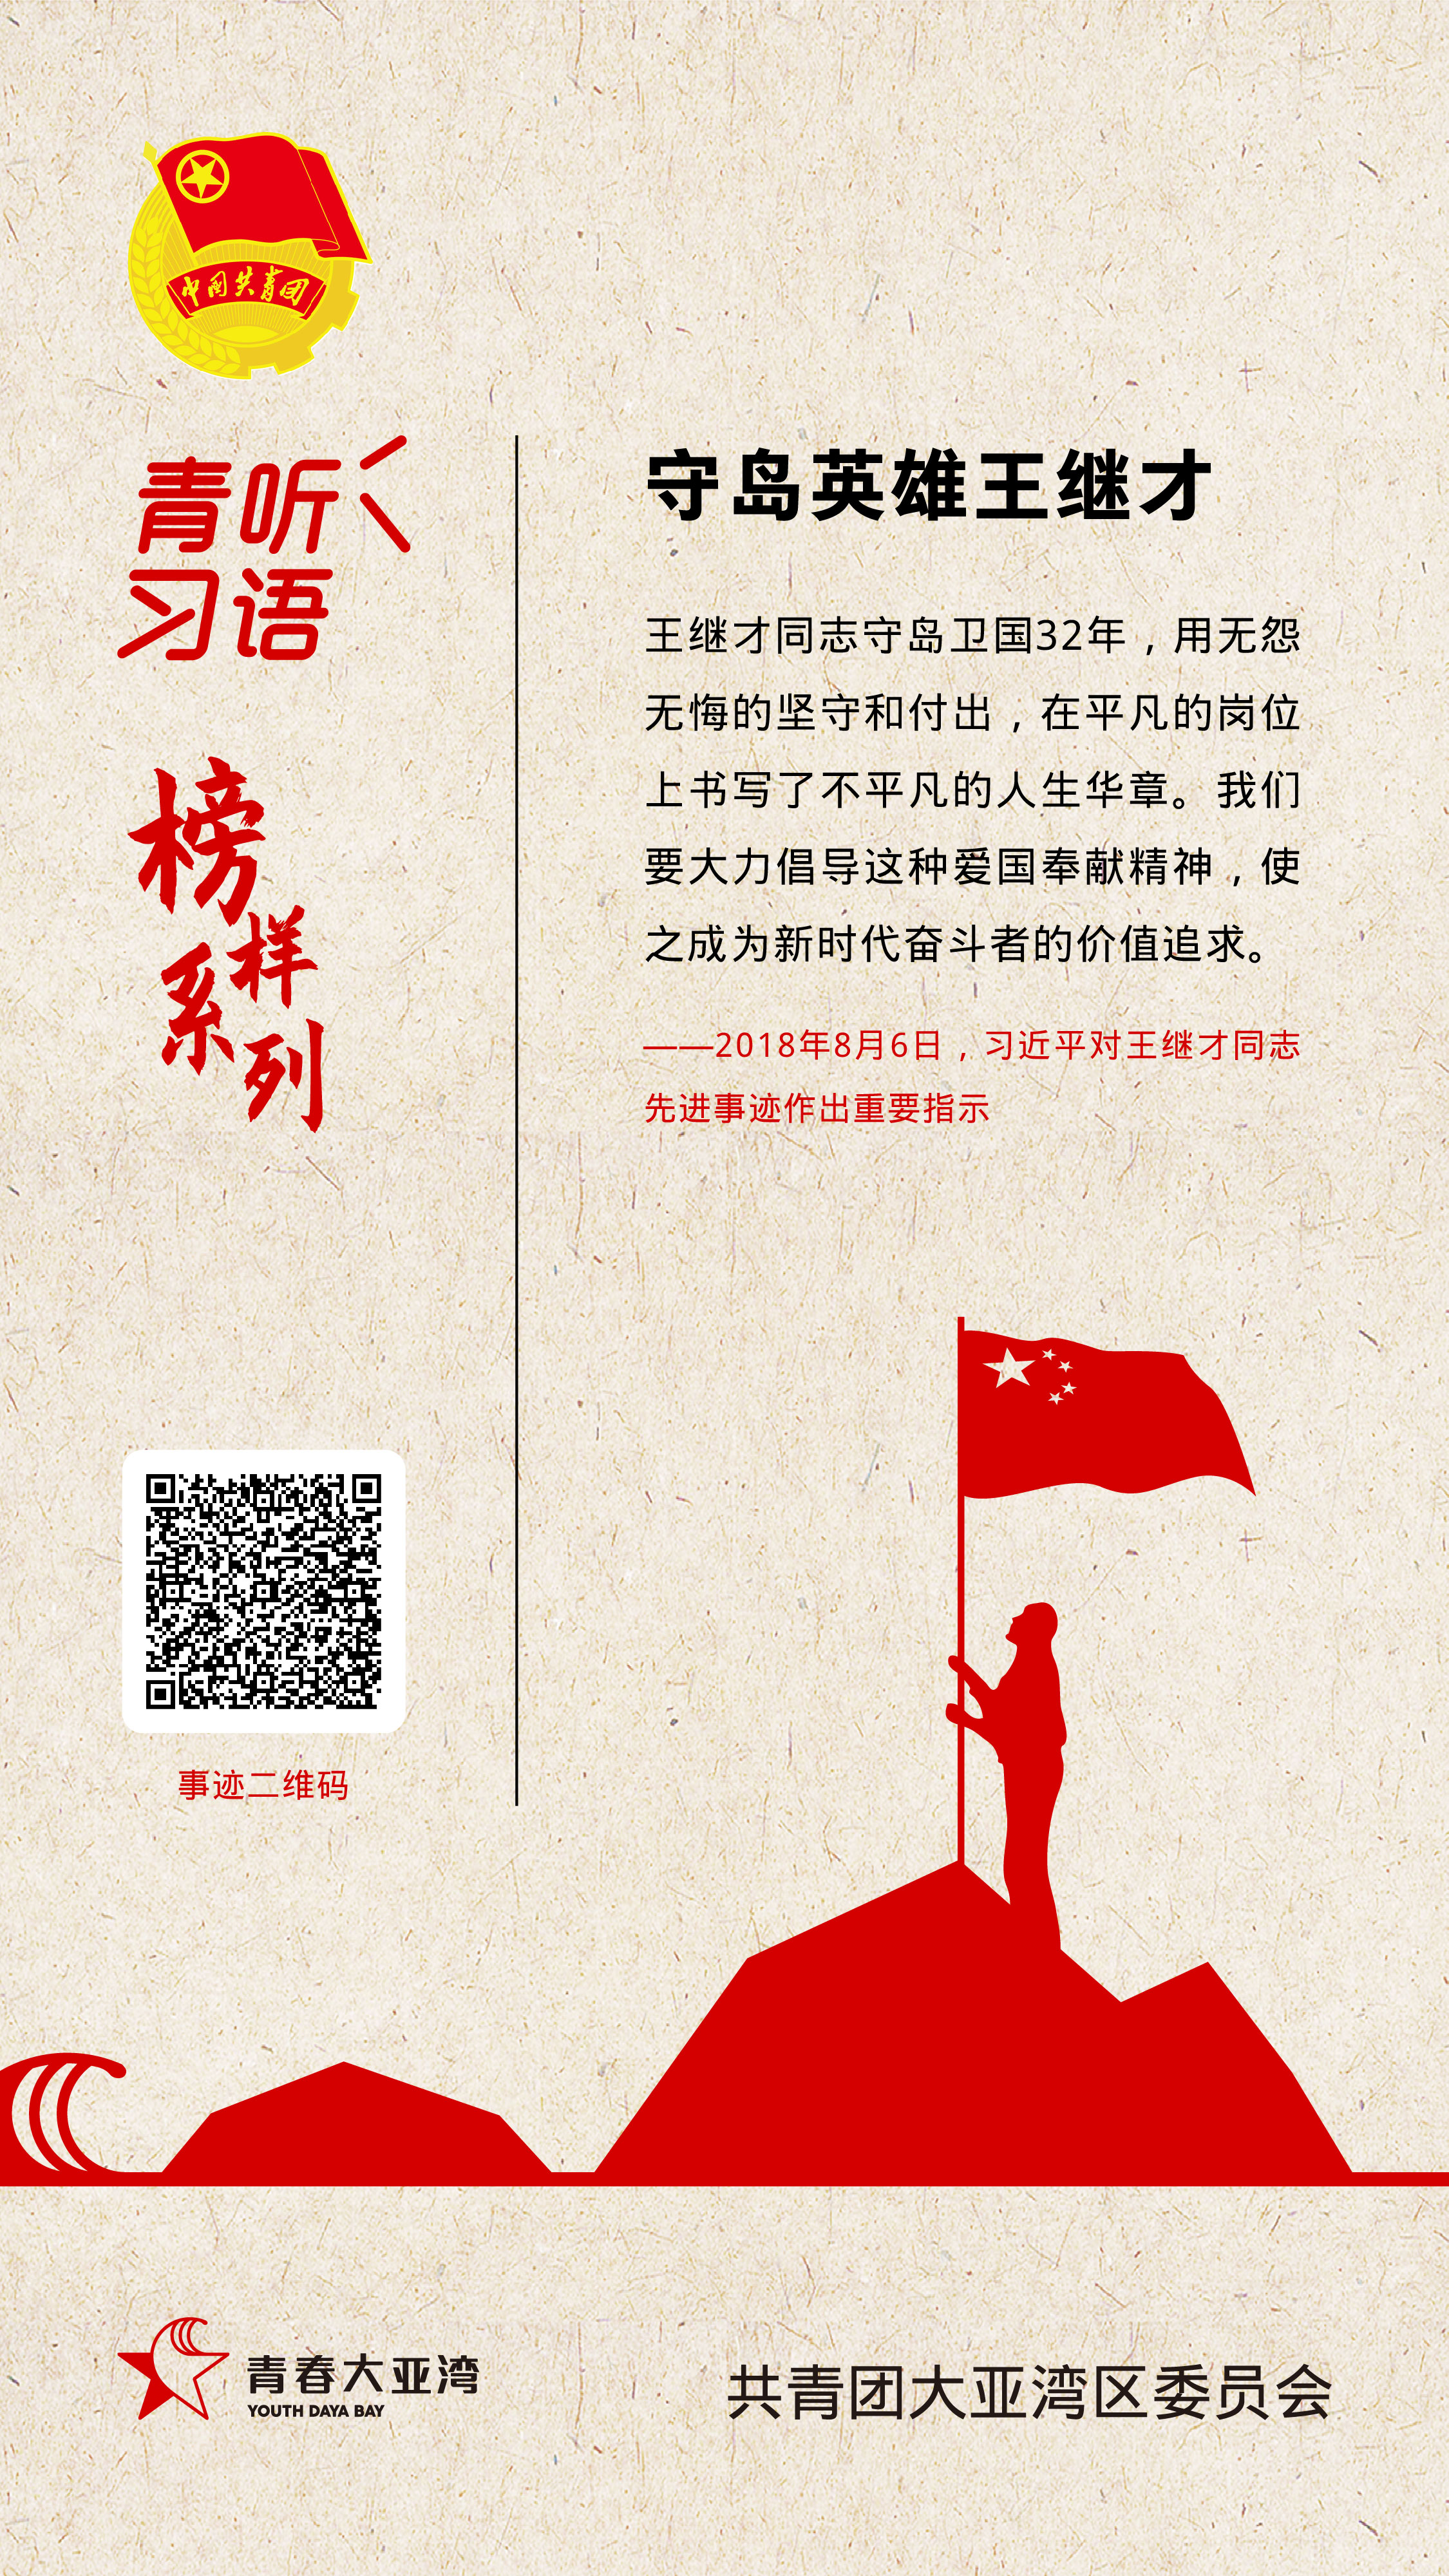 中国共青团
青听
习语
榜样
系列
守岛英雄王继才
王继才同志守岛卫国32年，用无怨
无悔的坚守和付出，在平凡的岗位
上书写了不平凡的人生华章。我们
要大力倡导这种爱国奉献精神，使
之成为新时代奋斗者的价值追求。
——2018年8月6日，习近平对王继才同志
先进事迹作出重要指示
事迹二维码
青春大亚湾
YOUTH DAYA BAY
共青团大亚湾区委员会